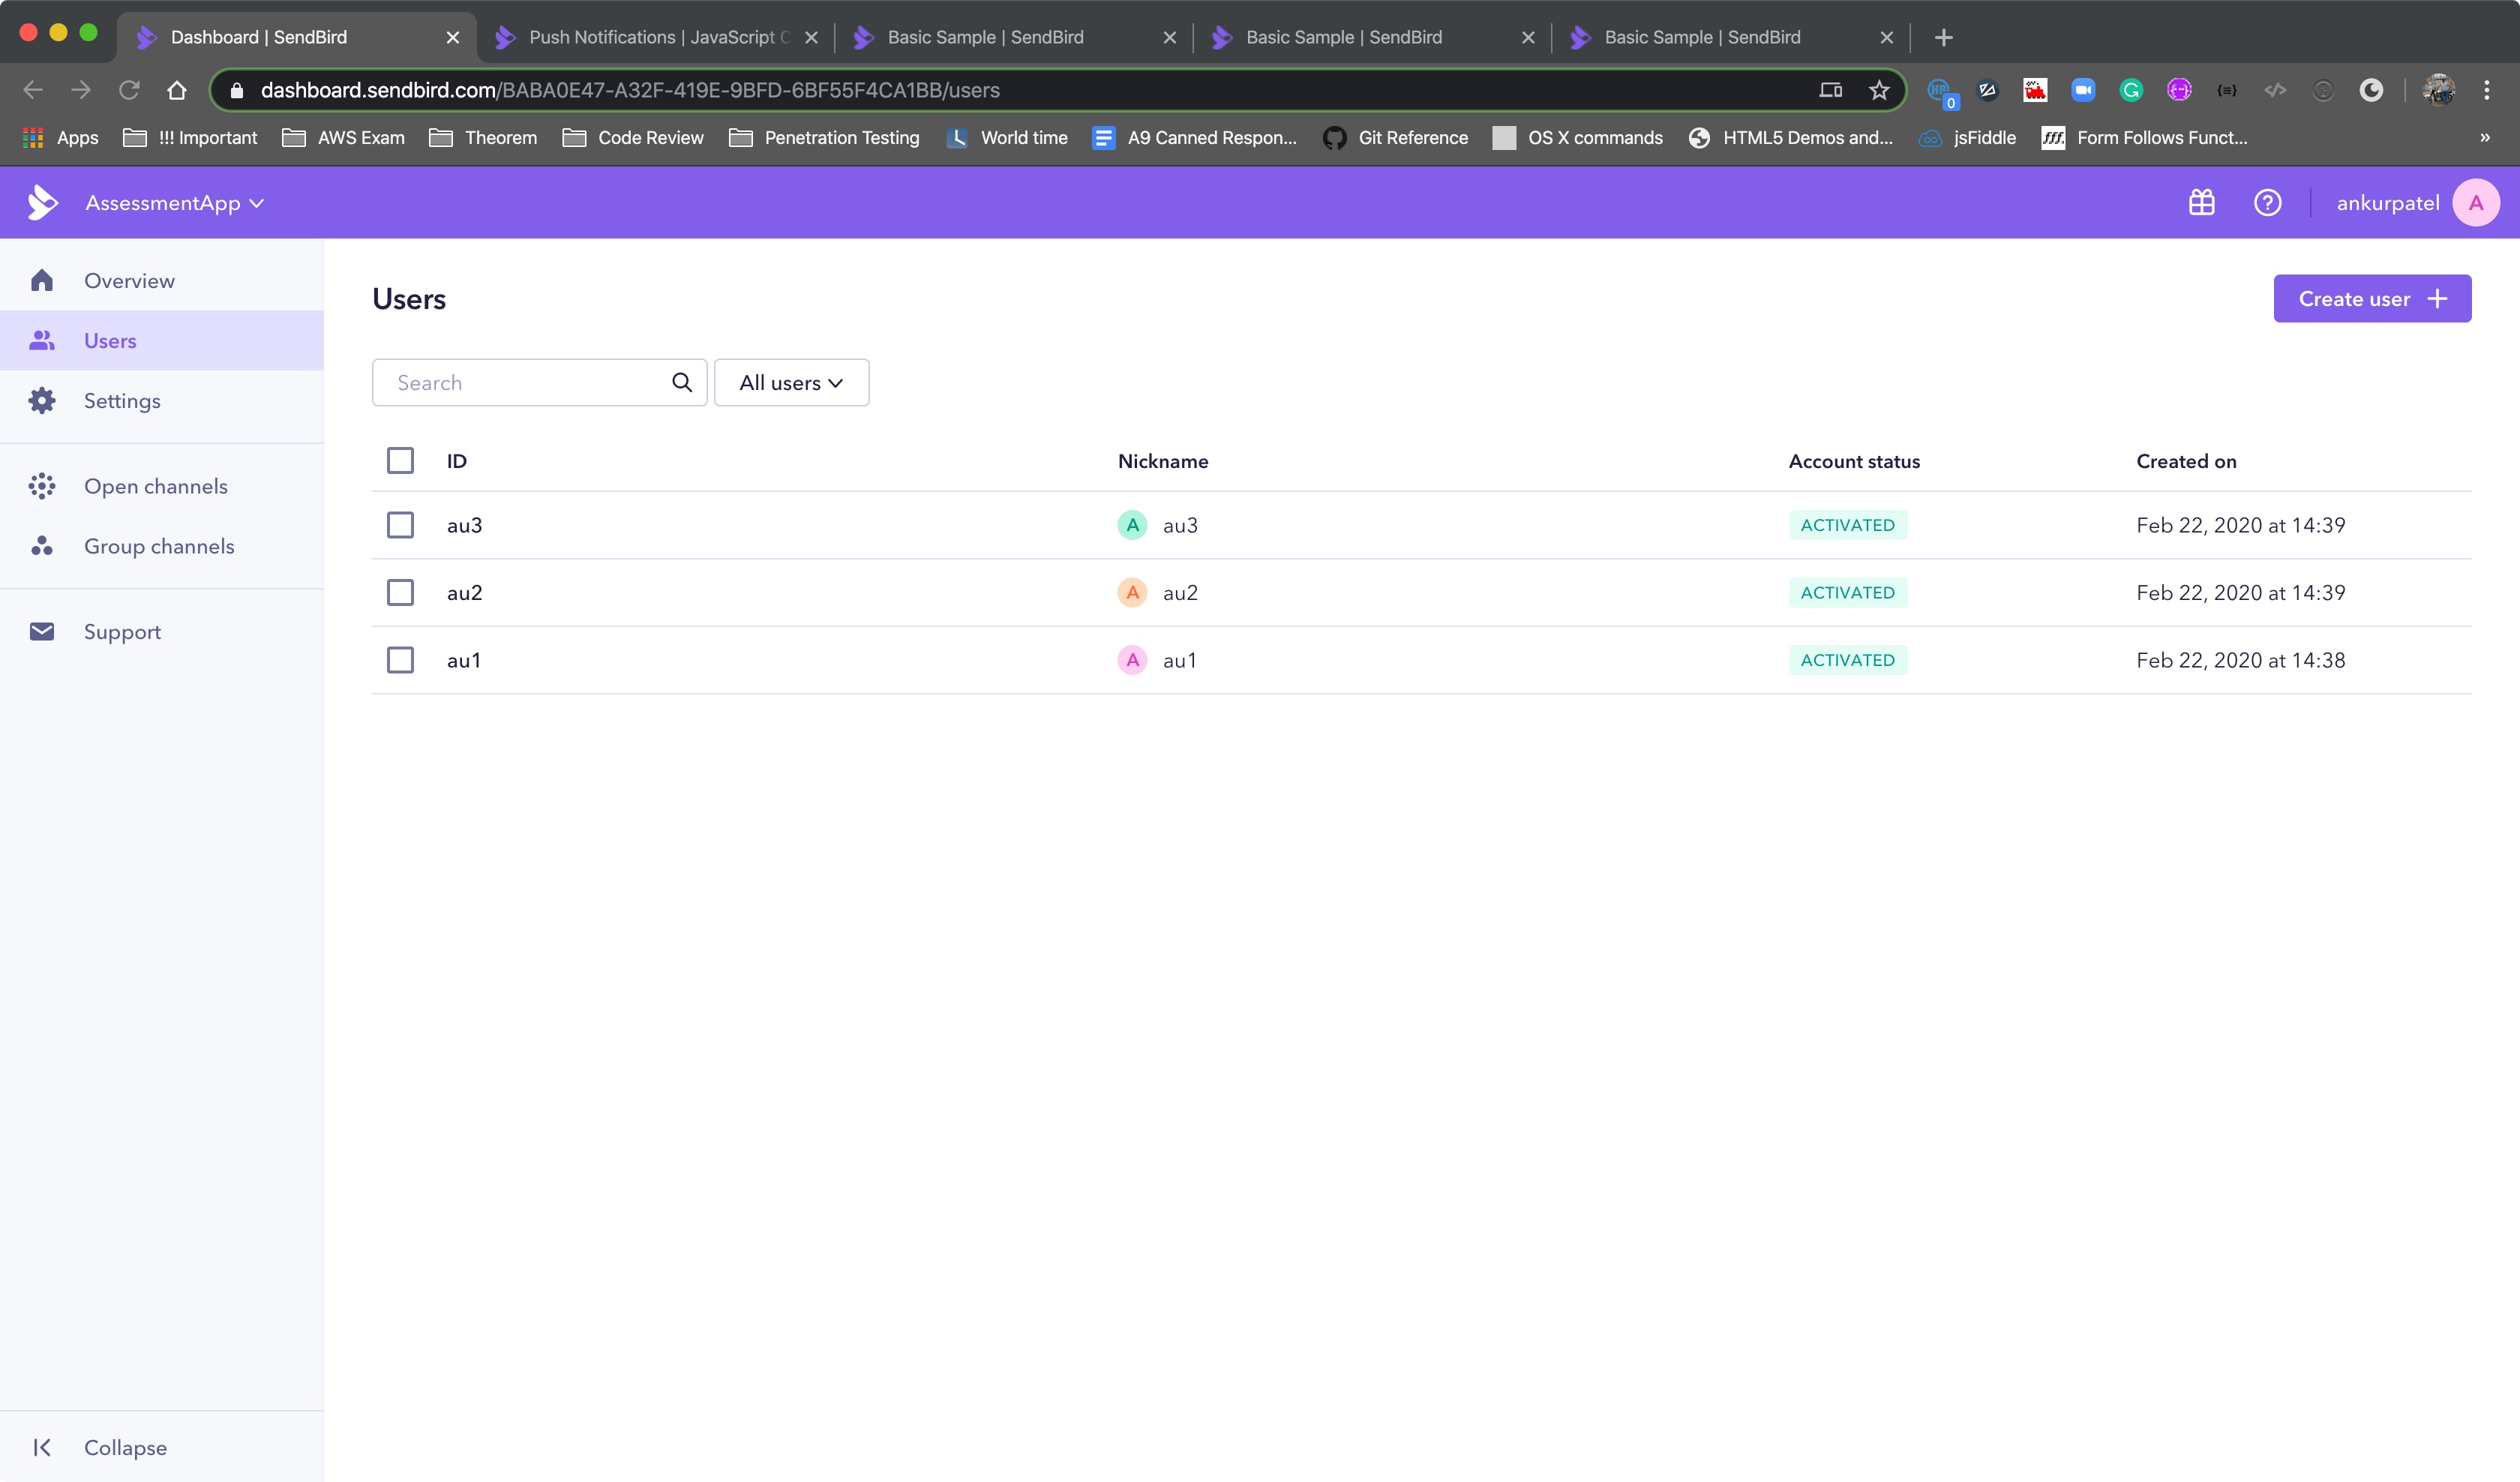 Dashboard | SendBird
Push Notifications | JavaScript
Basic Sample | SendBird
Basic Sample | SendBird
Basic Sample | SendBird
dashboard.sendbird.com/BABA0E47-A32F-419E-9BFD-6BF55F4CA1BB/users
0
Apps
!!! Important
AWS Exam
Theorem
Code Review
Penetration Testing
World time
A9 Canned Respon...
Git Reference
OS X commands
HTML5 Demos and...
jsFiddle
fff.
Form Follows Funct...
»
AssessmentApp
ankurpatel
A
Overview
Users
Settings
Open channels
Group channels
Support
Collapse
Users
Create user
Search
All users
ID Nickname Account status Created on
au3 A au3 ACTIVATED Feb 22, 2020 at 14:39
au2 A au2 ACTIVATED Feb 22, 2020 at 14:39
au1 A au1 ACTIVATED Feb 22, 2020 at 14:38